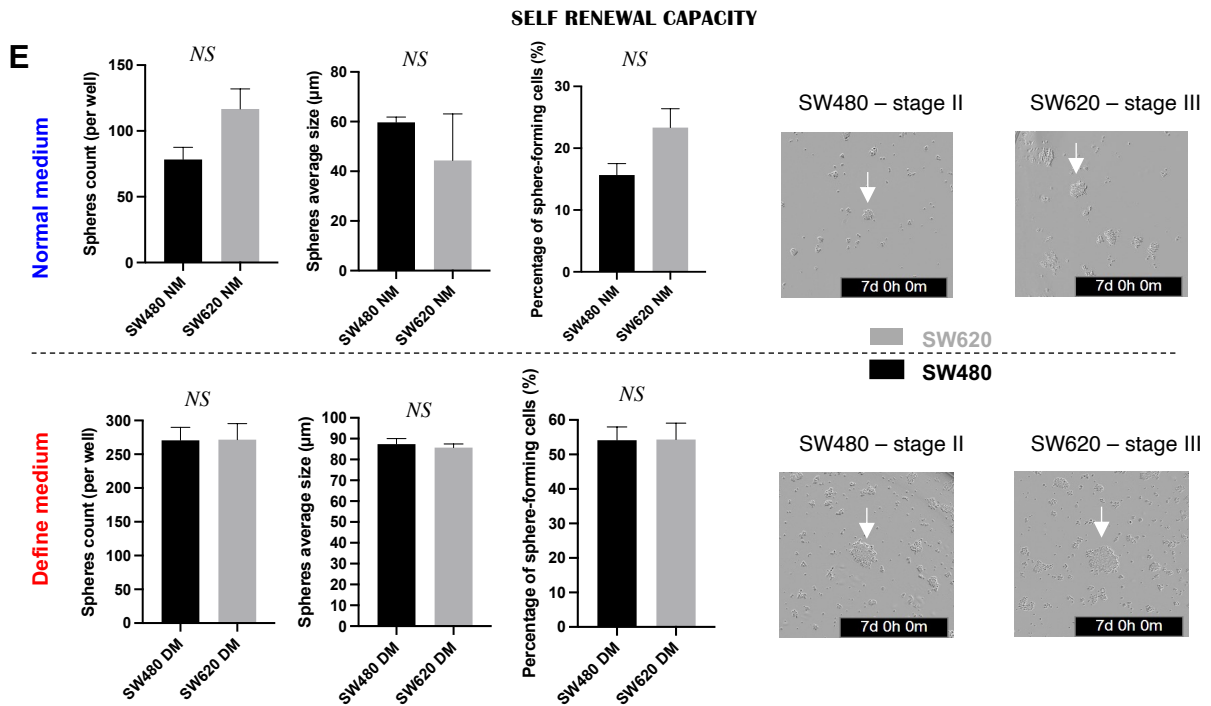 SELF RENEWAL CAPACITY
E
Normal medium
NS
Spheres count (per well)
150
100
50
0
SW480 NM
SW620 NM
NS
Spheres average size (µm)
80
60
40
20
0
SW480 NM
SW620 NM
NS
Percentage of sphere-forming cells (%)
30
20
10
0
SW480 NM
SW620 NM
SW480 – stage II
7d 0h 0m
SW620 – stage III
7d 0h 0m
SW620
SW480
Define medium
NS
Spheres count (per well)
300
250
200
150
100
50
0
SW480 DM
SW620 DM
NS
Spheres average size (µm)
100
90
80
70
60
50
40
30
20
10
0
SW480 DM
SW620 DM
NS
Percentage of sphere-forming cells (%)
60
50
40
30
20
10
0
SW480 DM
SW620 DM
SW480 – stage II
7d 0h 0m
SW620 – stage III
7d 0h 0m